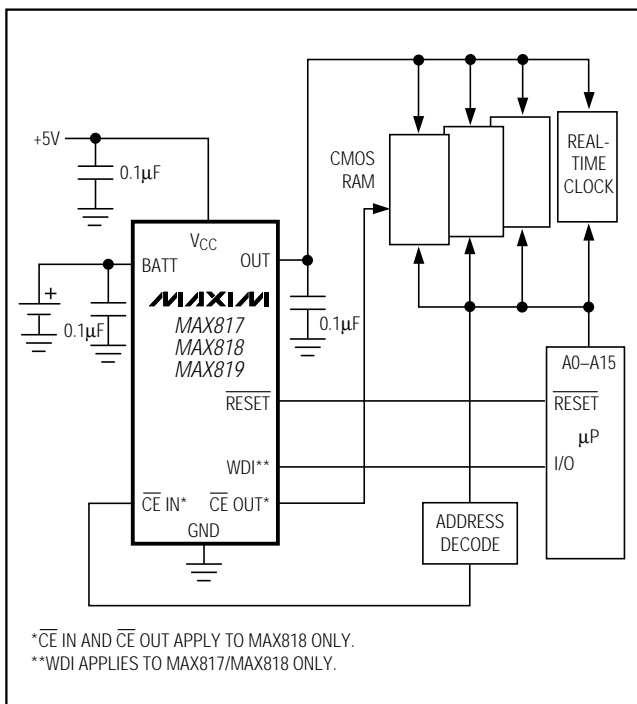 +5V
0.1µF
CMOS
RAM
REAL-
TIME
CLOCK
VCC
BATT
OUT
+
0.1µF
MAXIM
MAX817
MAX818
MAX819
0.1µF
A0–A15
RESET
RESET
µP
WDI**
I/O
CE IN*
CE OUT*
GND
ADDRESS
DECODE
*CE IN AND CE OUT APPLY TO MAX818 ONLY.
**WDI APPLIES TO MAX817/MAX818 ONLY.